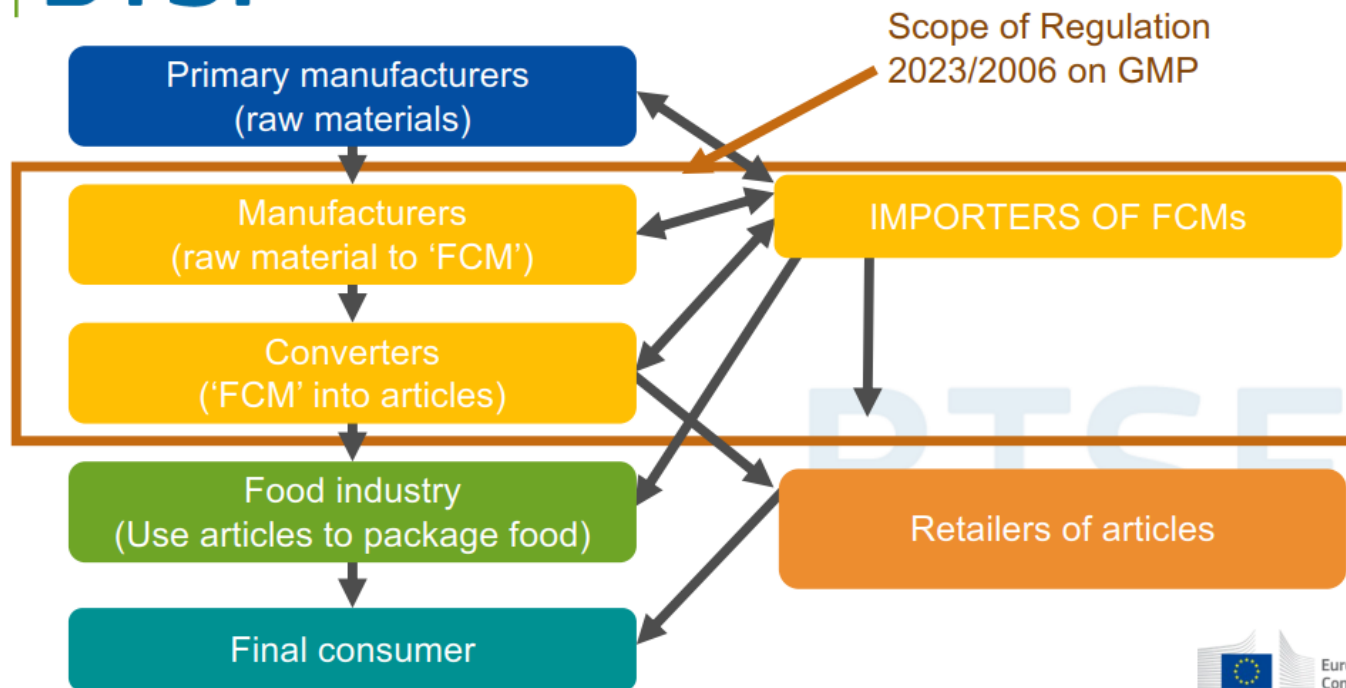 Scope of Regulation
2023/2006 on GMP
Primary manufacturers
(raw materials)
Manufacturers
(raw material to ‘FCM’)
IMPORTERS OF FCMs
Converters
(‘FCM’ into articles)
Food industry
(Use articles to package food)
Retailers of articles
Final consumer